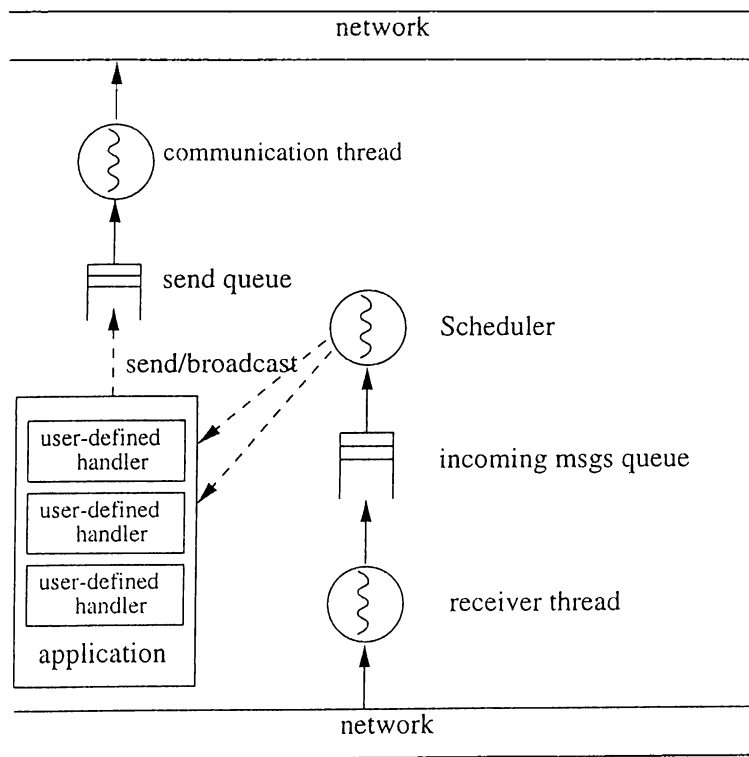 network
communication thread
send queue
Scheduler
send/broadcast
user-defined
handler
incoming msgs queue
user-defined
handler
user-defined
handler
receiver thread
application
network